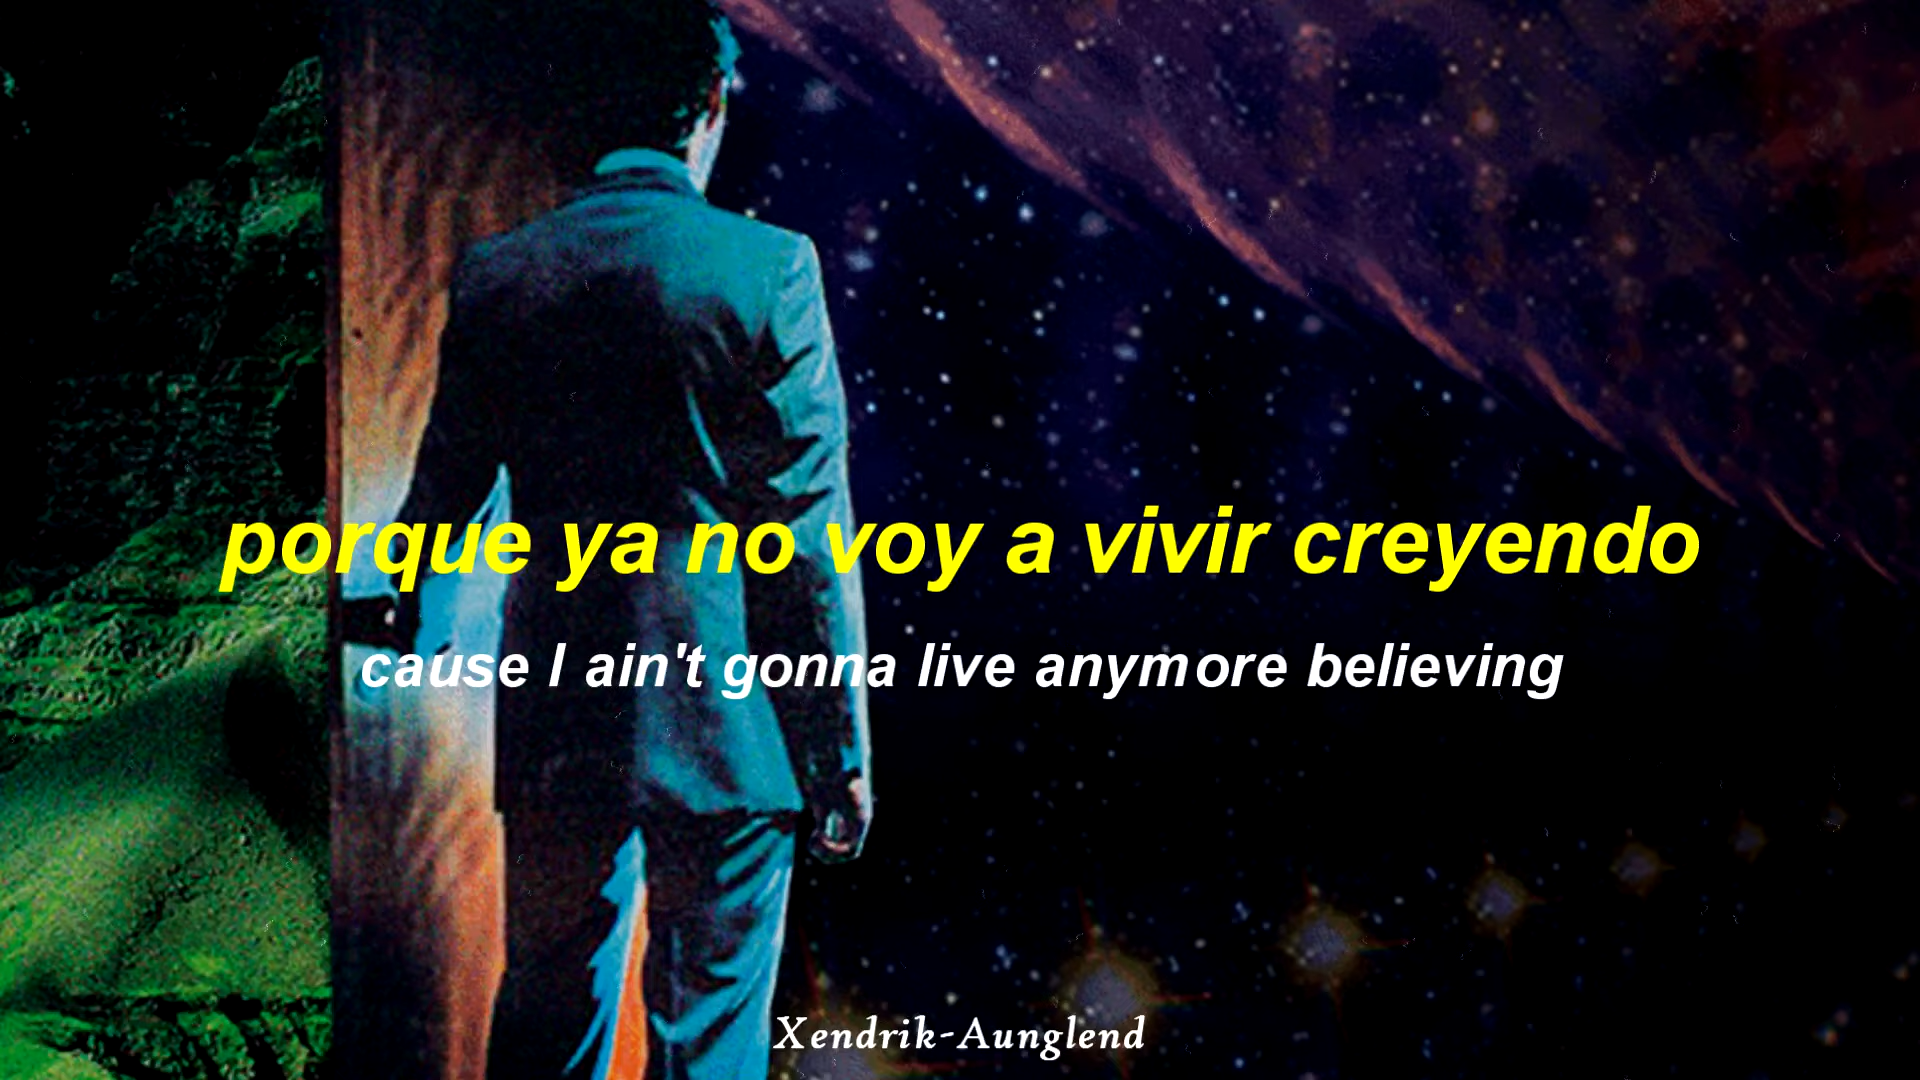 porque ya no voy a vivir creyendo
cause I ain't gonna live anymore believing
Xendrik-Aunglend